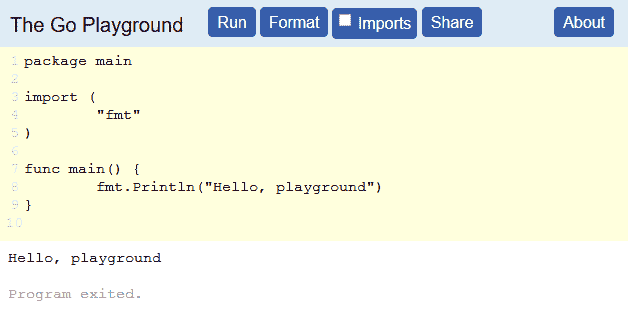 The Go Playground Run Format Imports Share About
1 package main
2
3 import (
4 "fmt"
5 )
6
7 func main() {
8 fmt.Println("Hello, playground")
9 }
10
Hello, playground
Program exited.